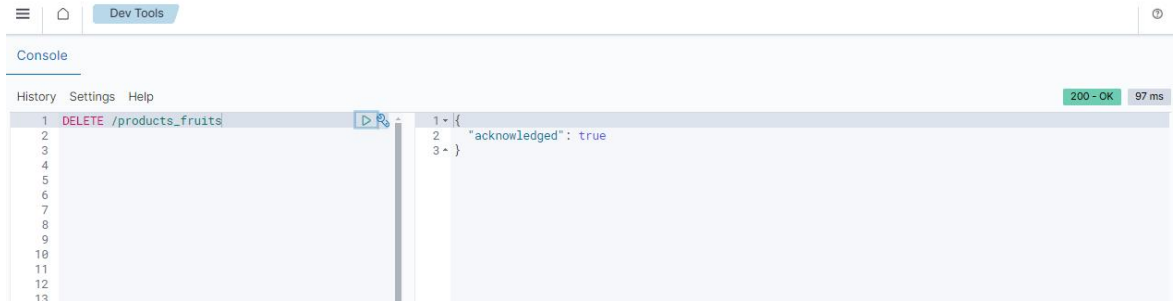 Dev Tools
Console
History Settings Help
200 - OK 97 ms
1 DELETE /products_fruits
2
3
4
5
6
7
8
9
10
11
12
13
1 {
2 "acknowledged": true
3 }